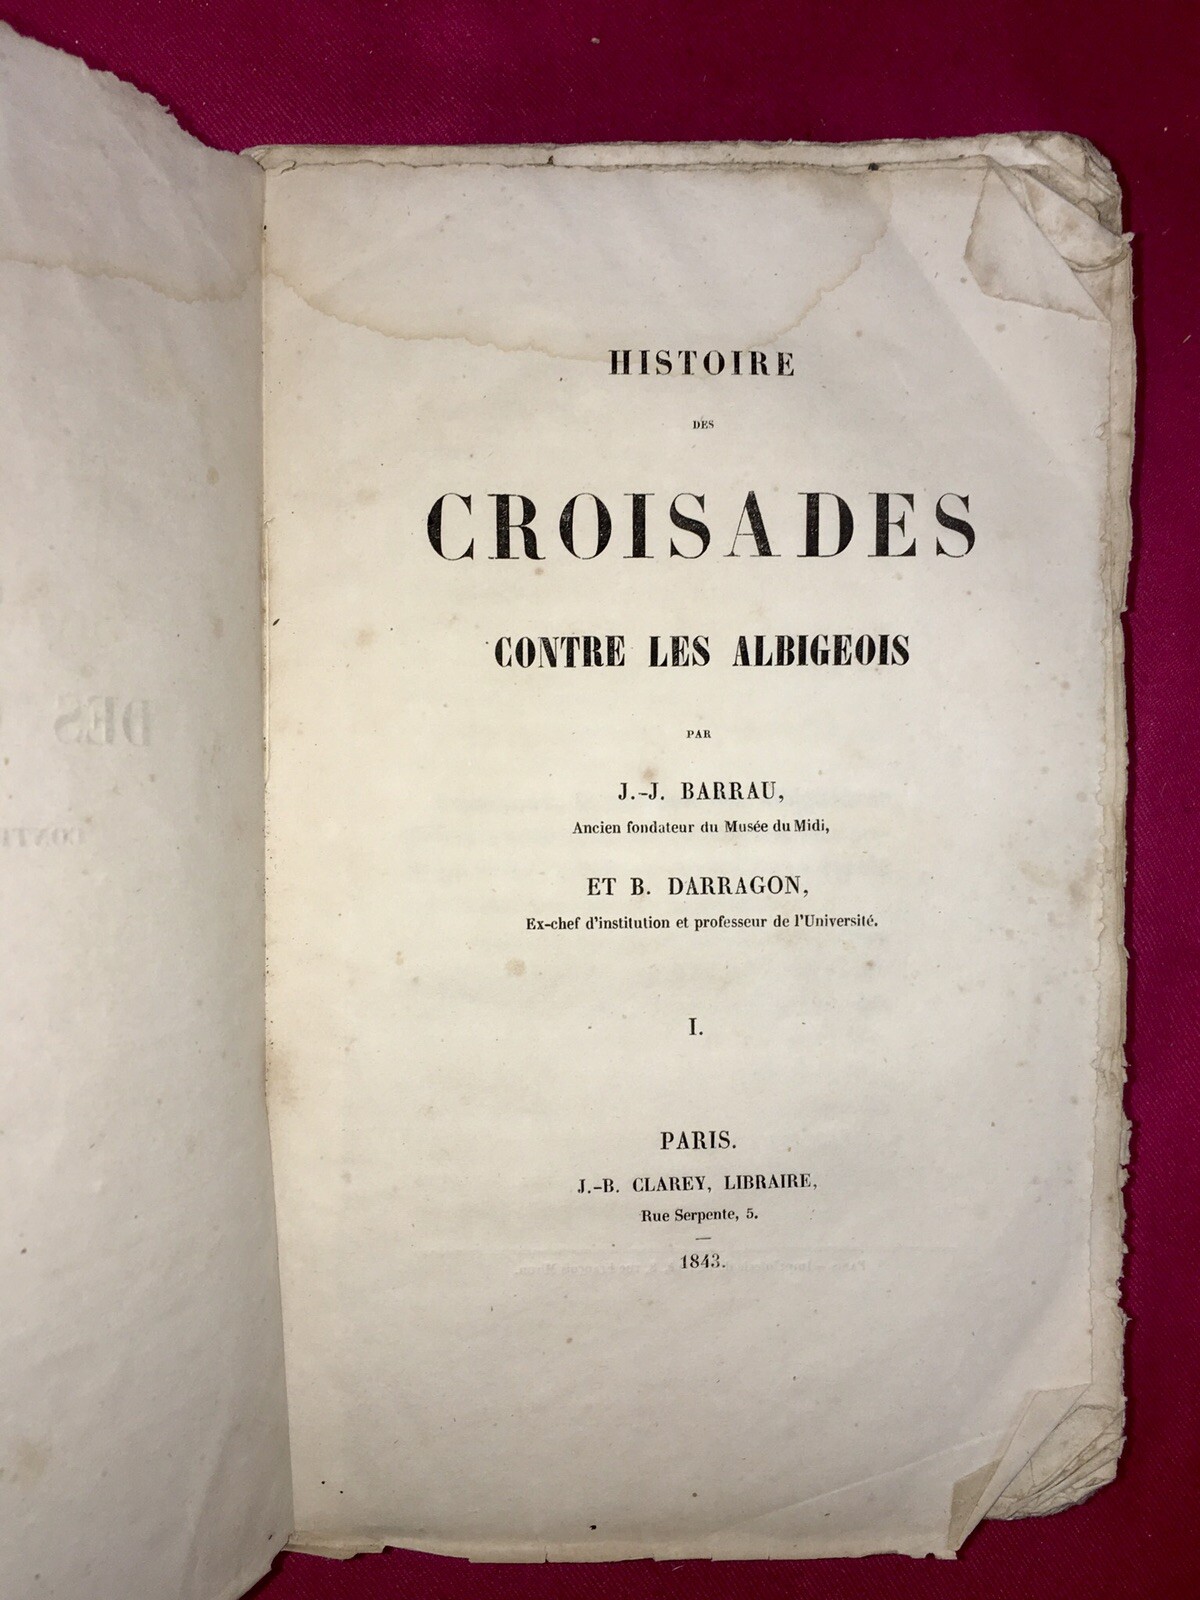 HISTOIRE
DES
CROISADES
CONTRE LES ALBIGEOIS
PAR
J.-J. BARRAU,
Ancien fondateur du Musée du Midi,
ET B. DARRAGON,
Ex-chef d'institution et professeur de l'Université.
I.
PARIS.
J.-B. CLAREY, LIBRAIRE,
Rue Serpente, 5.
1843.